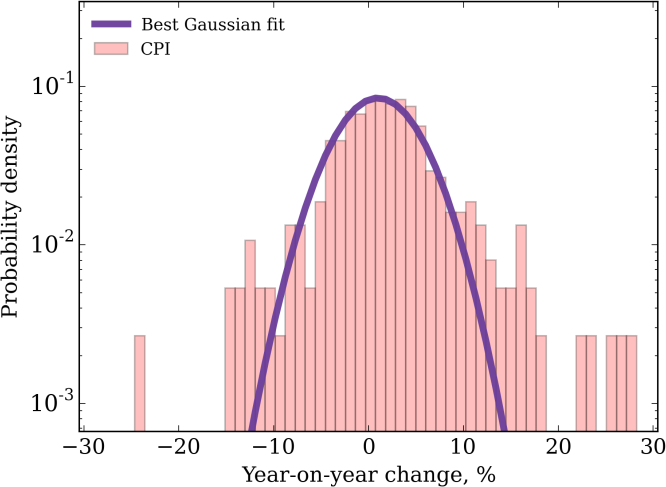 Best Gaussian fit
CPI
Probability density
10-1
10-2
10-3
−30 −20 −10 0 10 20 30
Year-on-year change, %